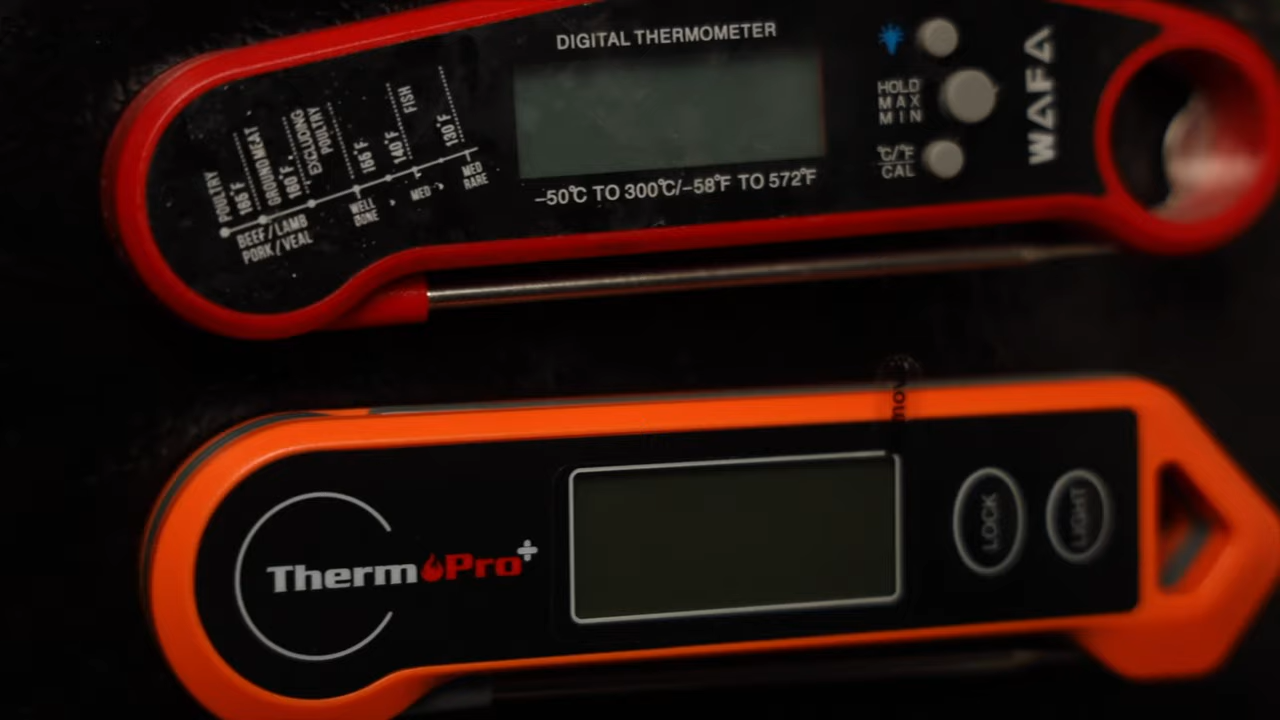 DIGITAL THERMOMETER
HOLD
MAX
MIN
°C/°F
CAL
WAFA
-50°C TO 300°C/-58°F TO 572°F
POULTRY
165°F
GROUND MEAT
160°F
EXCLUDING
POULTRY
140°F
FISH
130°F
BEEF/LAMB
PORK/VEAL
WELL
DONE
MED
MED
RARE
ThermoPro+
LOCK
LIGHT